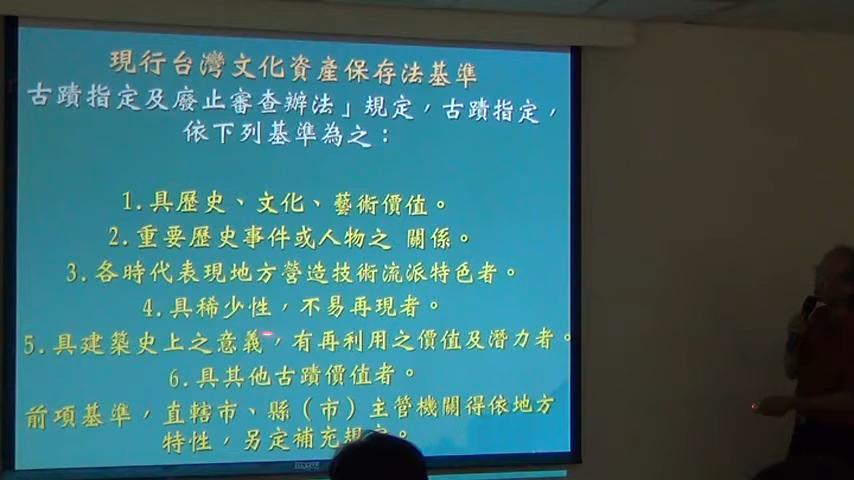 現行台灣文化資產保存法基準
古蹟指定及廢止審查辦法」規定，古蹟指定，
依下列基準為之：
1.具歷史、文化、藝術價值。
2.重要歷史事件或人物之 關係。
3.各時代表現地方營造技術流派特色者。
4.具稀少性，不易再現者。
5.具建築史上之意義，有再利用之價值及潛力者。
6.具其他古蹟價值者。
前項基準，直轄市、縣（市）主管機關得依地方
特性，另定補充規定。